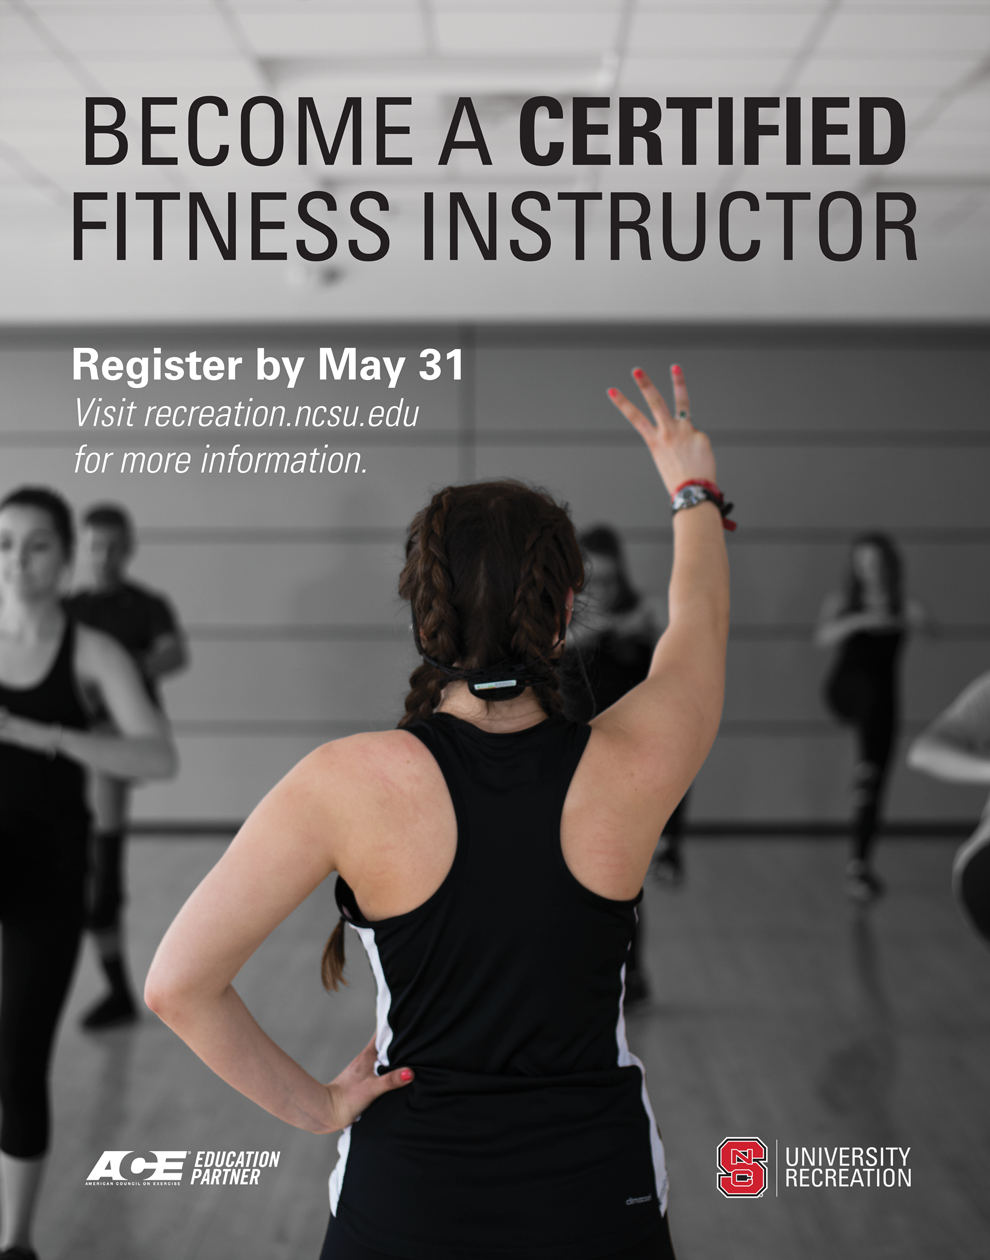 BECOME A CERTIFIED
FITNESS INSTRUCTOR
Register by May 31
Visit recreation.ncsu.edu
for more information.
ACE® EDUCATION
PARTNER
AMERICAN COUNCIL ON EXERCISE
NCS UNIVERSITY
RECREATION